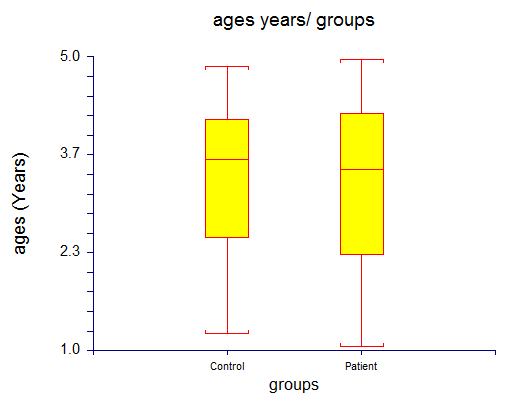 ages years/ groups
5.0
3.7
2.3
1.0
ages (Years)
Control
Patient
groups